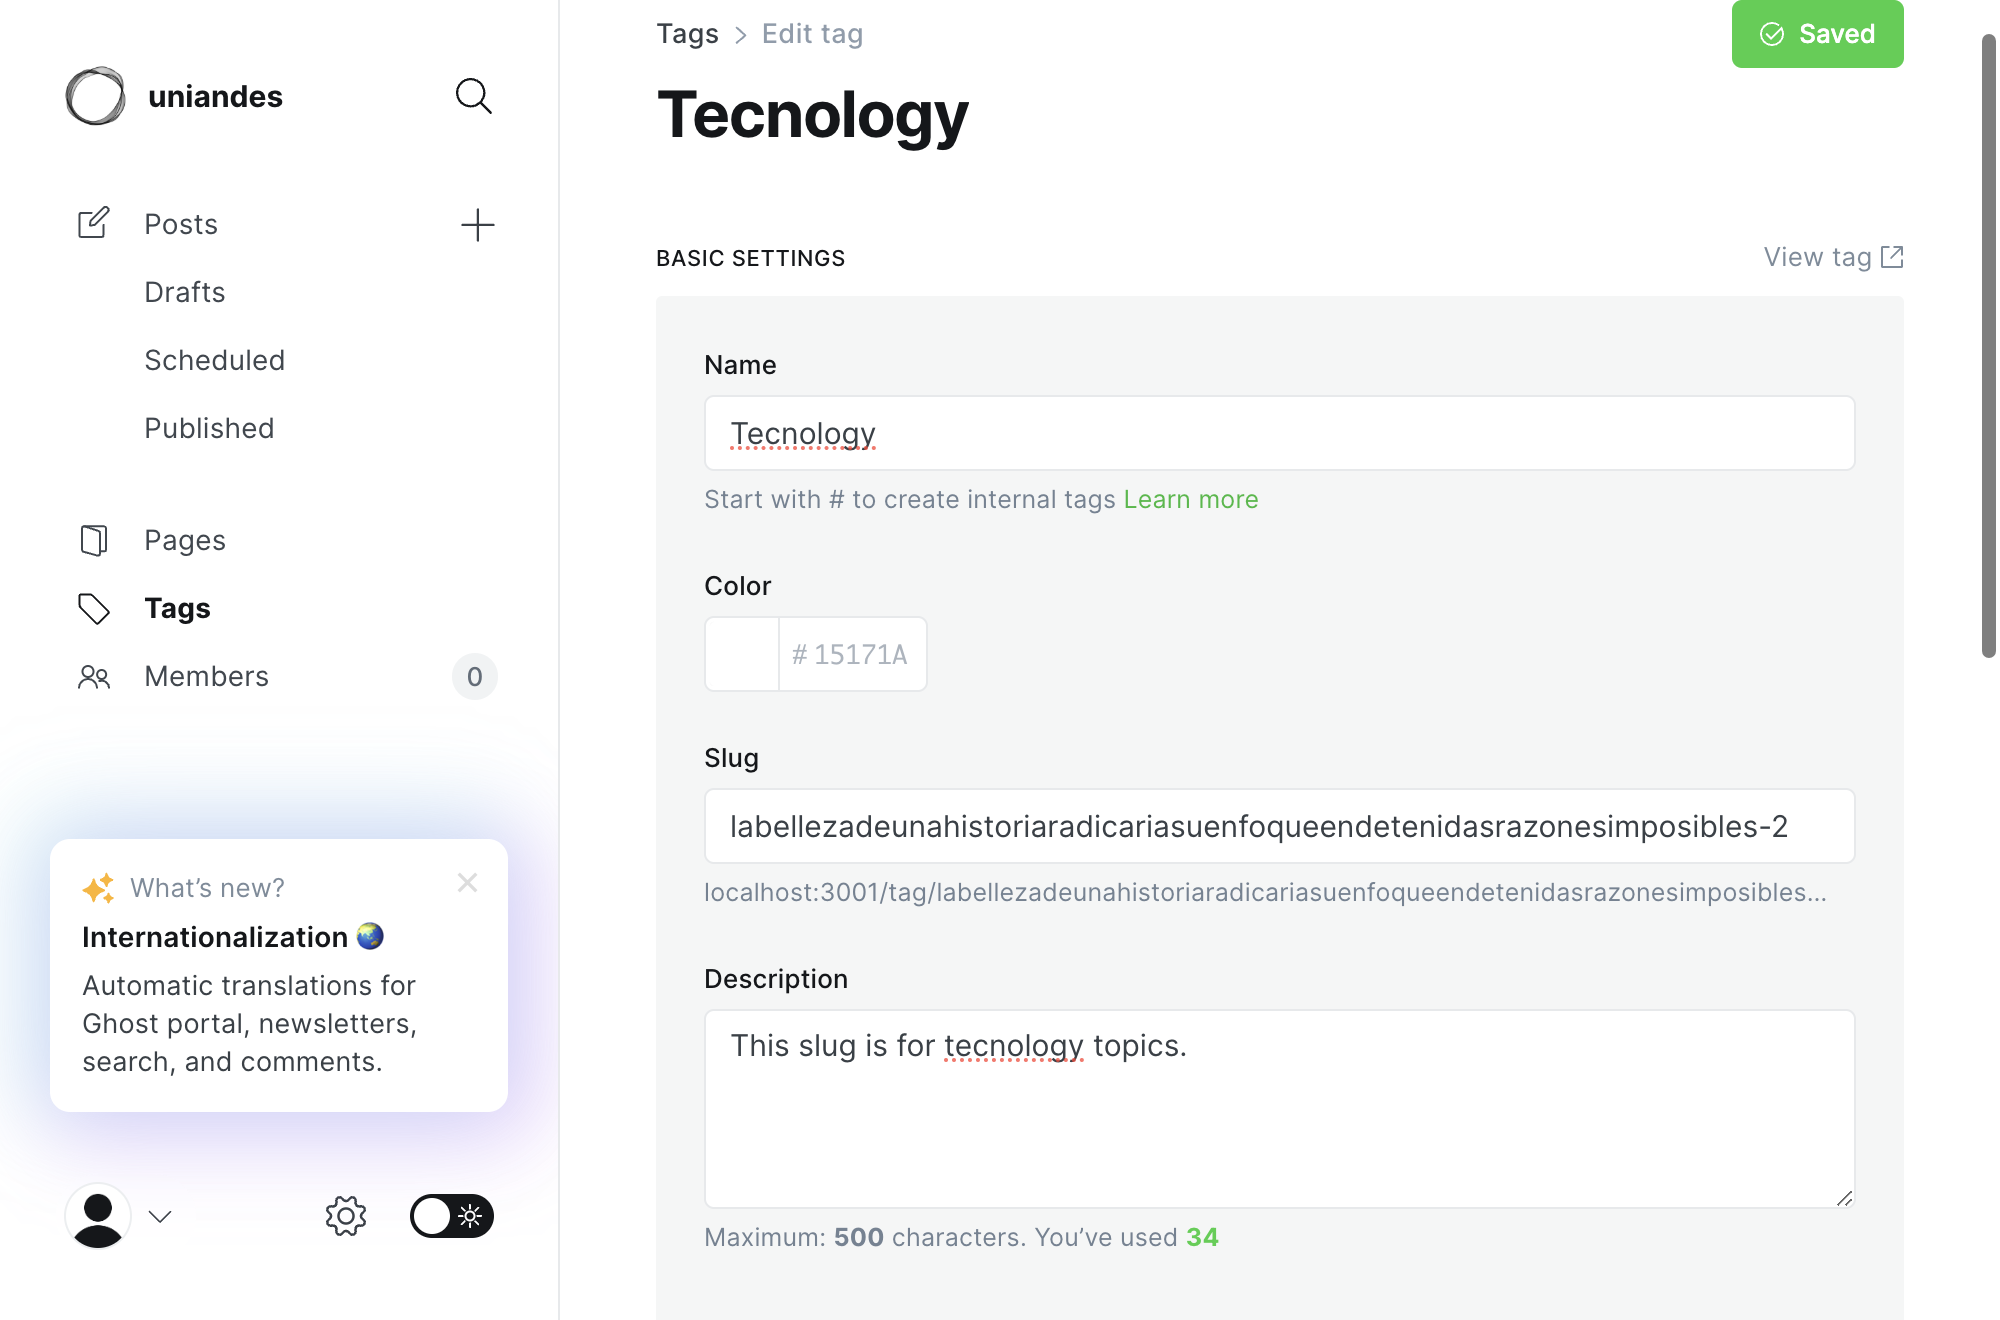 uniandes
Posts
Drafts
Scheduled
Published
Pages
Tags
Members
0
What's new?
Internationalization
Automatic translations for
Ghost portal, newsletters,
search, and comments.
Tags > Edit tag
Saved
Tecnology
BASIC SETTINGS
View tag
Name
Tecnology
Start with # to create internal tags Learn more
Color
# 15171A
Slug
labellezadeunahistoriaradicariasuenfoqueendetenidasrazonesimposibles-2
localhost:3001/tag/labellezadeunahistoriaradicariasuenfoqueendetenidasrazonesimposibles...
Description
This slug is for tecnology topics.
Maximum: 500 characters. You've used 34